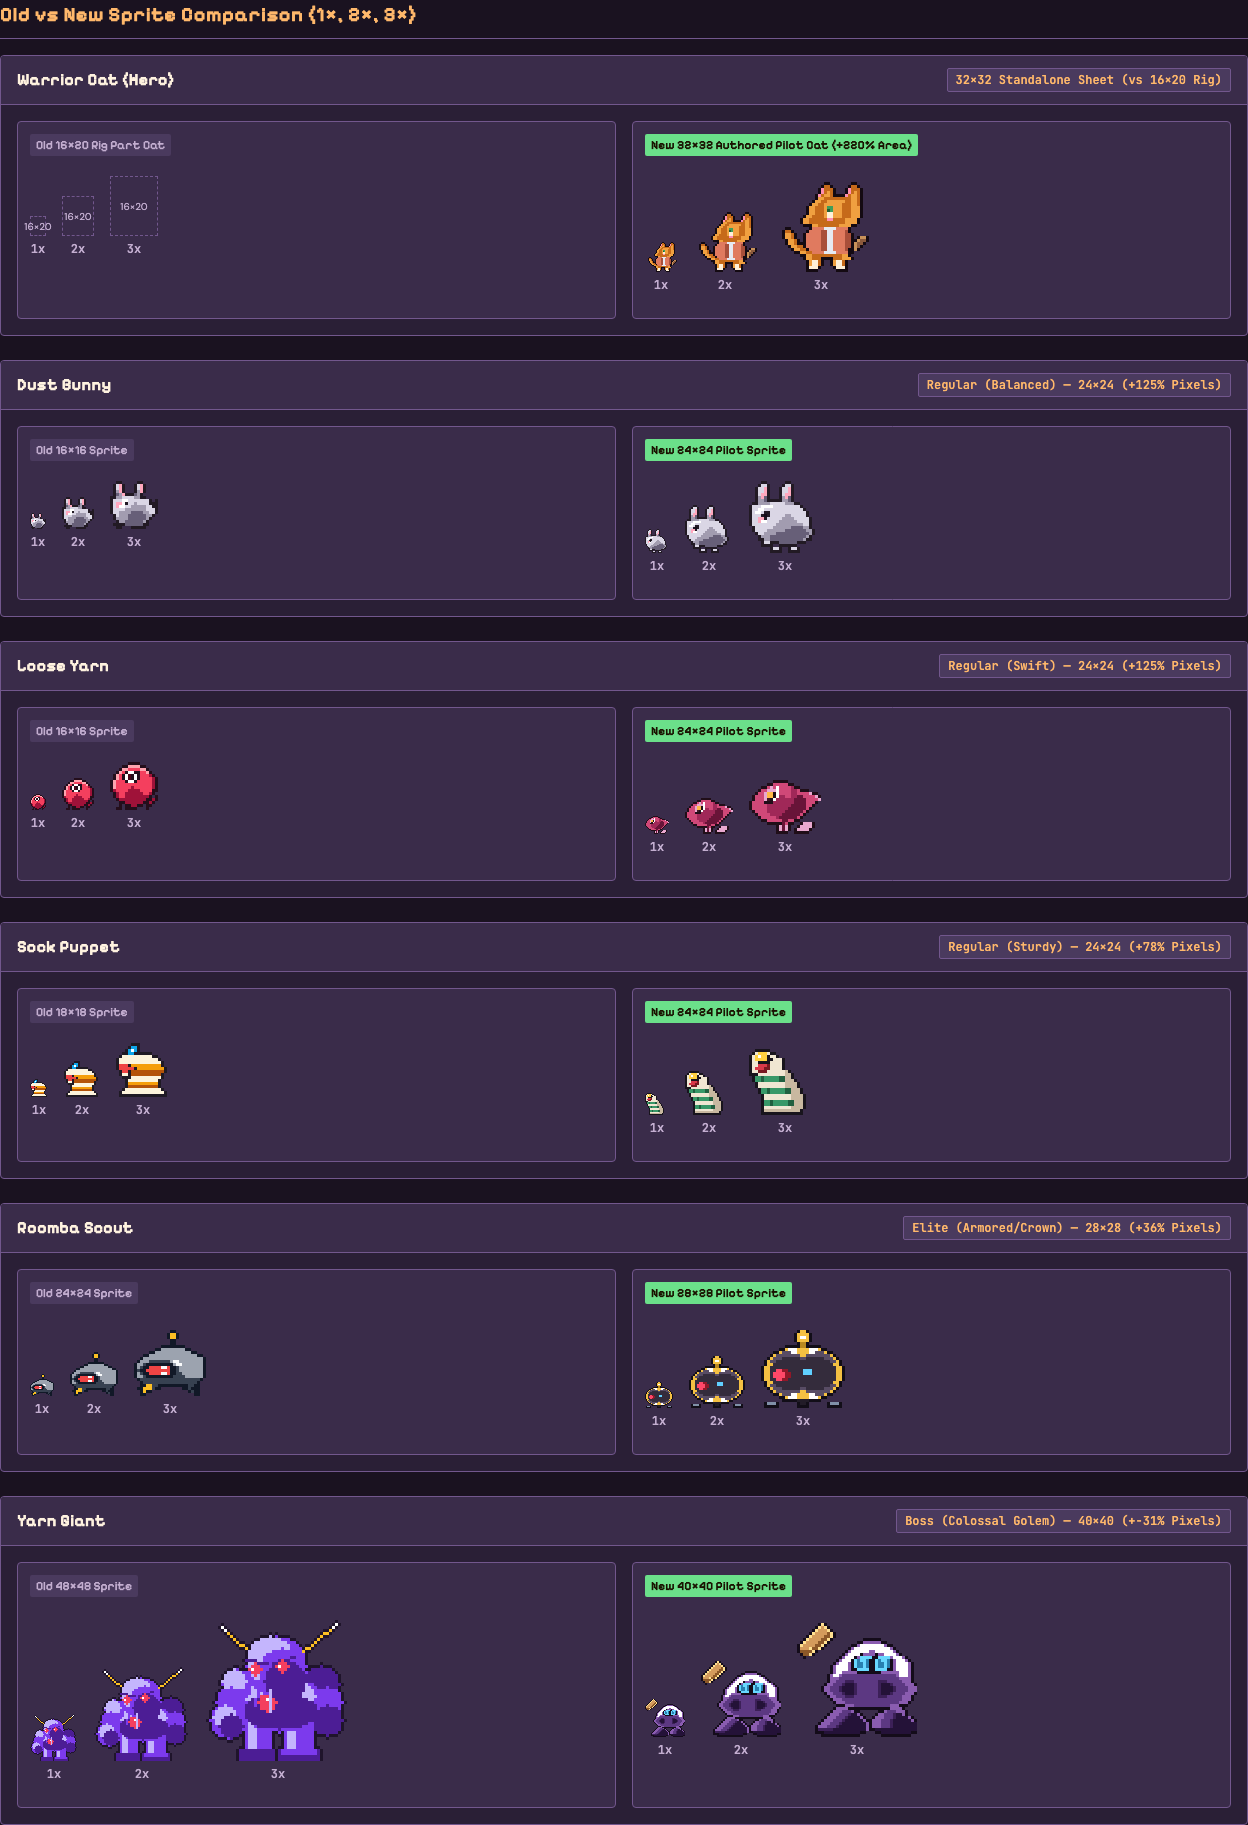 Old vs New Sprite Comparison (1×, 2×, 3×)
Warrior Cat (Hero)
32×32 Standalone Sheet (vs 16×20 Rig)
Old 16×20 Rig Part Cat
16×20
16×20
16×20
1x
2x
3x
New 32×32 Authored Pilot Cat (+220% Area)
1x
2x
3x
Dust Bunny
Regular (Balanced) — 24×24 (+125% Pixels)
Old 16×16 Sprite
1x
2x
3x
New 24×24 Pilot Sprite
1x
2x
3x
Loose Yarn
Regular (Swift) — 24×24 (+125% Pixels)
Old 16×16 Sprite
1x
2x
3x
New 24×24 Pilot Sprite
1x
2x
3x
Sock Puppet
Regular (Sturdy) — 24×24 (+78% Pixels)
Old 18×18 Sprite
1x
2x
3x
New 24×24 Pilot Sprite
1x
2x
3x
Roomba Scout
Elite (Armored/Crown) — 28×28 (+36% Pixels)
Old 24×24 Sprite
1x
2x
3x
New 28×28 Pilot Sprite
1x
2x
3x
Yarn Giant
Boss (Colossal Golem) — 40×40 (+-31% Pixels)
Old 48×48 Sprite
1x
2x
3x
New 40×40 Pilot Sprite
1x
2x
3x